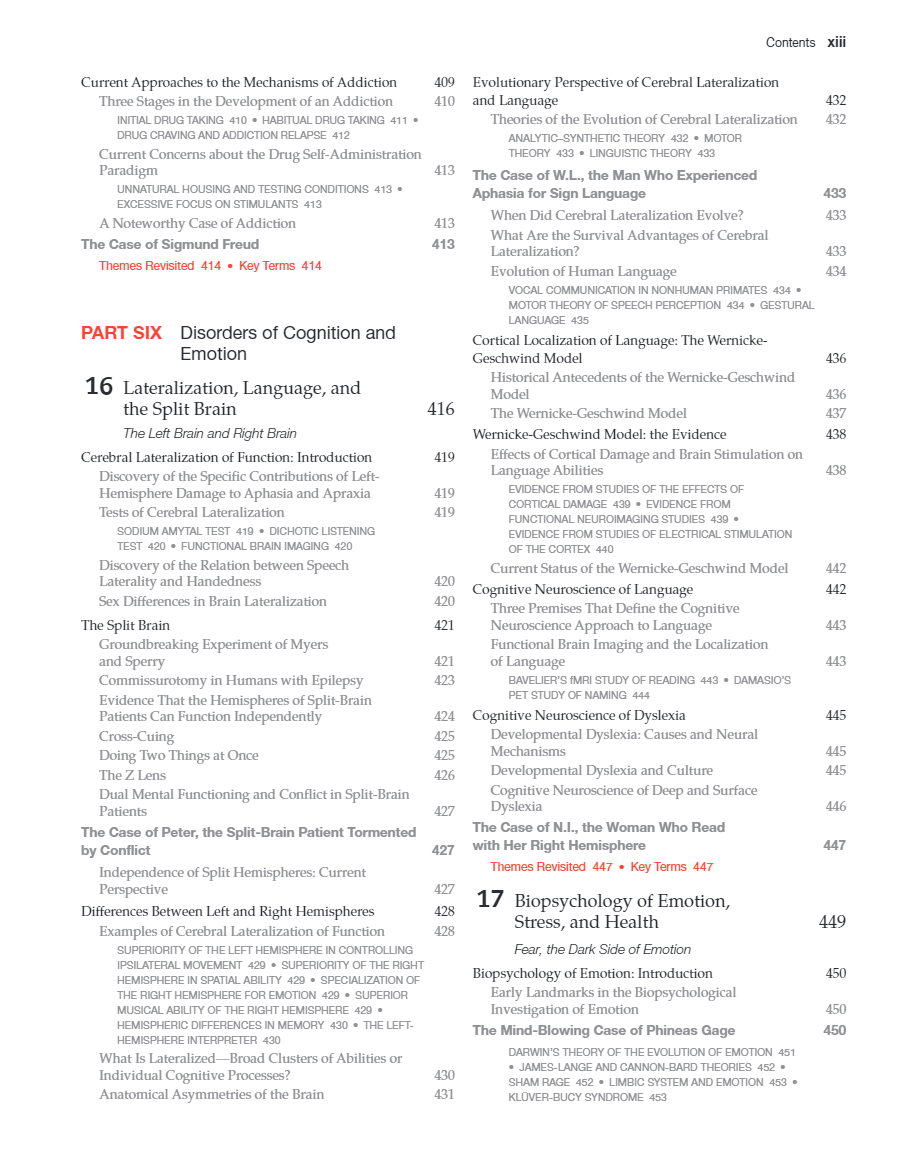 Contents xiii
Current Approaches to the Mechanisms of Addiction 409
Three Stages in the Development of an Addiction 410
INITIAL DRUG TAKING 410 • HABITUAL DRUG TAKING 411 •
DRUG CRAVING AND ADDICTION RELAPSE 412
Current Concerns about the Drug Self-Administration
Paradigm 413
UNNATURAL HOUSING AND TESTING CONDITIONS 413 •
EXCESSIVE FOCUS ON STIMULANTS 413
A Noteworthy Case of Addiction 413
The Case of Sigmund Freud 413
Themes Revisited 414 • Key Terms 414
PART SIX Disorders of Cognition and
Emotion
16 Lateralization, Language, and
the Split Brain 416
The Left Brain and Right Brain
Cerebral Lateralization of Function: Introduction 419
Discovery of the Specific Contributions of Left-
Hemisphere Damage to Aphasia and Apraxia 419
Tests of Cerebral Lateralization 419
SODIUM AMYTAL TEST 419 • DICHOTIC LISTENING
TEST 420 • FUNCTIONAL BRAIN IMAGING 420
Discovery of the Relation between Speech
Laterality and Handedness 420
Sex Differences in Brain Lateralization 420
The Split Brain 421
Groundbreaking Experiment of Myers
and Sperry 421
Commissurotomy in Humans with Epilepsy 423
Evidence That the Hemispheres of Split-Brain
Patients Can Function Independently 424
Cross-Cuing 425
Doing Two Things at Once 425
The Z Lens 426
Dual Mental Functioning and Conflict in Split-Brain
Patients 427
The Case of Peter, the Split-Brain Patient Tormented
by Conflict 427
Independence of Split Hemispheres: Current
Perspective 427
Differences Between Left and Right Hemispheres 428
Examples of Cerebral Lateralization of Function 428
SUPERIORITY OF THE LEFT HEMISPHERE IN CONTROLLING
IPSILATERAL MOVEMENT 429 • SUPERIORITY OF THE RIGHT
HEMISPHERE IN SPATIAL ABILITY 429 • SPECIALIZATION OF
THE RIGHT HEMISPHERE FOR EMOTION 429 • SUPERIOR
MUSICAL ABILITY OF THE RIGHT HEMISPHERE 429 •
HEMISPHERIC DIFFERENCES IN MEMORY 430 • THE LEFT-
HEMISPHERE INTERPRETER 430
What Is Lateralized—Broad Clusters of Abilities or
Individual Cognitive Processes? 430
Anatomical Asymmetries of the Brain 431
Evolutionary Perspective of Cerebral Lateralization
and Language 432
Theories of the Evolution of Cerebral Lateralization 432
ANALYTIC–SYNTHETIC THEORY 432 • MOTOR
THEORY 433 • LINGUISTIC THEORY 433
The Case of W.L., the Man Who Experienced
Aphasia for Sign Language 433
When Did Cerebral Lateralization Evolve? 433
What Are the Survival Advantages of Cerebral
Lateralization? 433
Evolution of Human Language 434
VOCAL COMMUNICATION IN NONHUMAN PRIMATES 434 •
MOTOR THEORY OF SPEECH PERCEPTION 434 • GESTURAL
LANGUAGE 435
Cortical Localization of Language: The Wernicke-
Geschwind Model 436
Historical Antecedents of the Wernicke-Geschwind
Model 436
The Wernicke-Geschwind Model 437
Wernicke-Geschwind Model: the Evidence 438
Effects of Cortical Damage and Brain Stimulation on
Language Abilities 438
EVIDENCE FROM STUDIES OF THE EFFECTS OF
CORTICAL DAMAGE 439 • EVIDENCE FROM
FUNCTIONAL NEUROIMAGING STUDIES 439 •
EVIDENCE FROM STUDIES OF ELECTRICAL STIMULATION
OF THE CORTEX 440
Current Status of the Wernicke-Geschwind Model 442
Cognitive Neuroscience of Language 442
Three Premises That Define the Cognitive
Neuroscience Approach to Language 443
Functional Brain Imaging and the Localization
of Language 443
BAVELIER'S fMRI STUDY OF READING 443 • DAMASIO'S
PET STUDY OF NAMING 444
Cognitive Neuroscience of Dyslexia 445
Developmental Dyslexia: Causes and Neural
Mechanisms 445
Developmental Dyslexia and Culture 445
Cognitive Neuroscience of Deep and Surface
Dyslexia 446
The Case of N.I., the Woman Who Read
with Her Right Hemisphere 447
Themes Revisited 447 • Key Terms 447
17 Biopsychology of Emotion,
Stress, and Health 449
Fear, the Dark Side of Emotion
Biopsychology of Emotion: Introduction 450
Early Landmarks in the Biopsychological
Investigation of Emotion 450
The Mind-Blowing Case of Phineas Gage 450
DARWIN'S THEORY OF THE EVOLUTION OF EMOTION 451
• JAMES-LANGE AND CANNON-BARD THEORIES 452 •
SHAM RAGE 452 • LIMBIC SYSTEM AND EMOTION 453 •
KLÜVER-BUCY SYNDROME 453